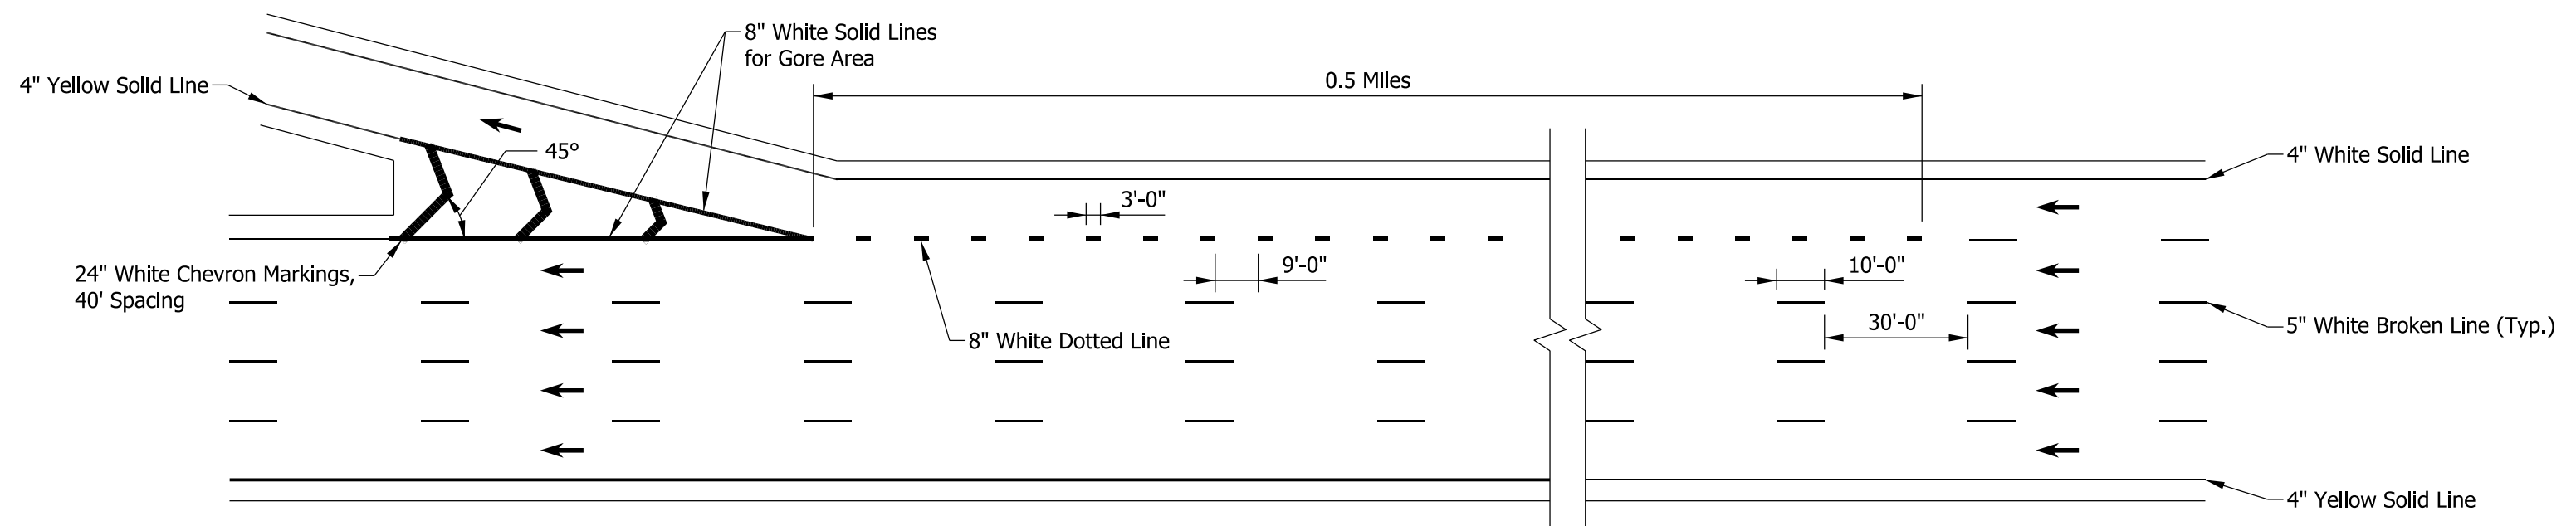 8" White Solid Lines
for Gore Area
4" Yellow Solid Line
0.5 Miles
45°
4" White Solid Line
3'-0"
24" White Chevron Markings,
40' Spacing
9'-0"
10'-0"
8" White Dotted Line
30'-0"
5" White Broken Line (Typ.)
4" Yellow Solid Line